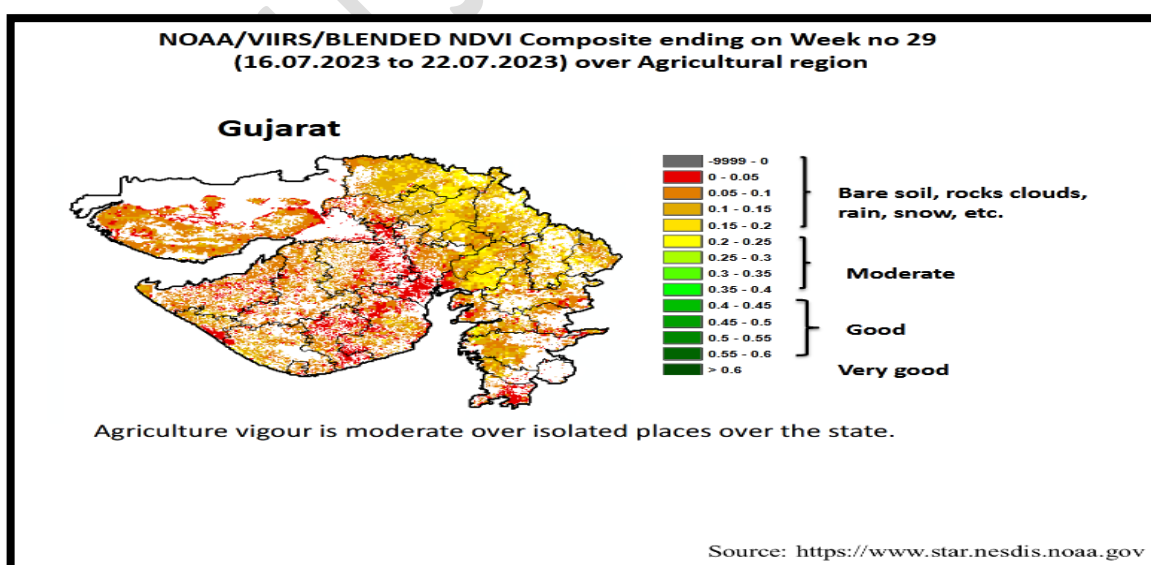 NOAA/VIIRS/BLENDED NDVI Composite ending on Week no 29
(16.07.2023 to 22.07.2023) over Agricultural region
Gujarat
-9999 - 0
0 - 0.05
0.05 - 0.1
0.1 - 0.15
0.15 - 0.2
0.2 - 0.25
0.25 - 0.3
0.3 - 0.35
0.35 - 0.4
0.4 - 0.45
0.45 - 0.5
0.5 - 0.55
0.55 - 0.6
> 0.6
Bare soil, rocks clouds,
rain, snow, etc.
Moderate
Good
Very good
Agriculture vigour is moderate over isolated places over the state.
Source: https://www.star.nesdis.noaa.gov